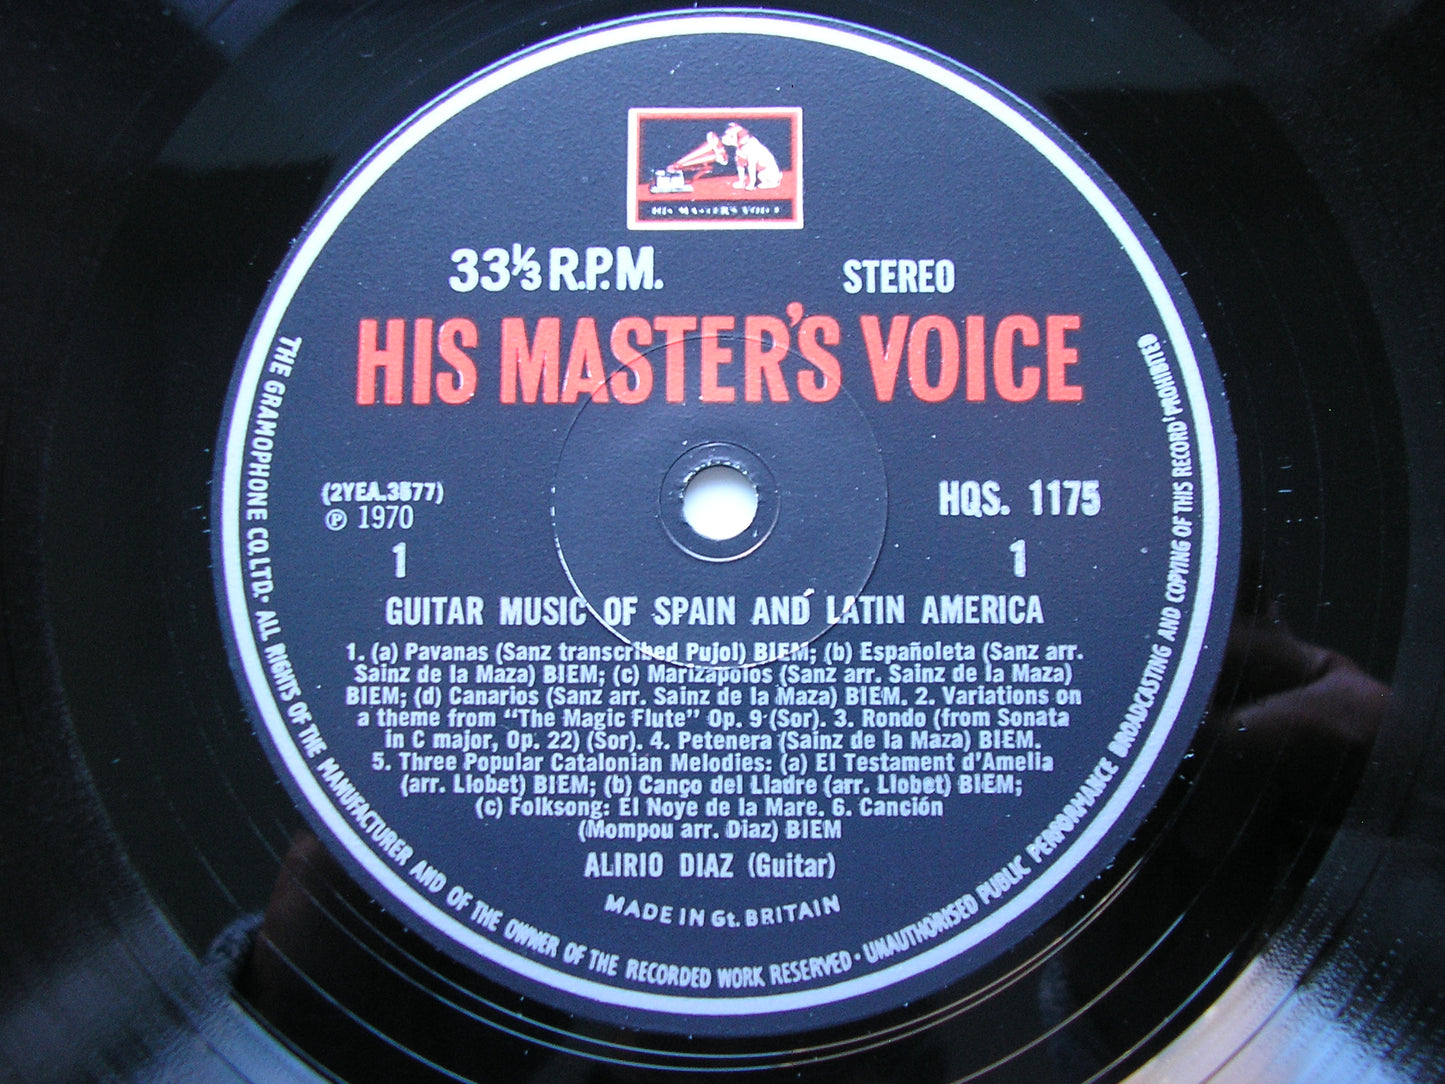 HIS MASTER'S VOICE
33⅓ R.P.M.
STEREO
HIS MASTER'S VOICE
(2YEA.3577)
℗ 1970
HQS. 1175
1
1
GUITAR MUSIC OF SPAIN AND LATIN AMERICA
1. (a) Pavanas (Sanz transcribed Pujol) BIEM; (b) Españoleta (Sanz arr.
Sainz de la Maza) BIEM; (c) Marizapolos (Sanz arr. Sainz de la Maza)
BIEM; (d) Canarios (Sanz arr. Sainz de la Maza) BIEM. 2. Variations on
a theme from "The Magic Flute" Op. 9 (Sor). 3. Rondo (from Sonata
in C major, Op. 22) (Sor). 4. Petenera (Sainz de la Maza) BIEM.
5. Three Popular Catalonian Melodies: (a) El Testament d'Amelia
(arr. Llobet) BIEM; (b) Canço del Lladre (arr. Llobet) BIEM;
(c) Folksong: El Noye de la Mare. 6. Canción
(Mompou arr. Diaz) BIEM
ALIRIO DIAZ (Guitar)
MADE IN Gt. BRITAIN
THE GRAMOPHONE CO. LTD. • ALL RIGHTS OF THE MANUFACTURER AND OF THE OWNER OF THE RECORDED WORK RESERVED • UNAUTHORISED PUBLIC PERFORMANCE BROADCASTING AND COPYING OF THIS RECORD PROHIBITED